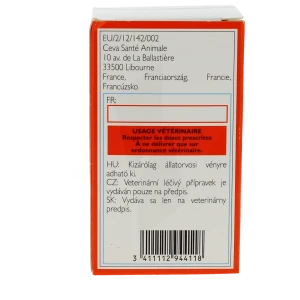 EU/2/12/142/002
Ceva Santé Animale
10 av. de La Ballastière
33500 Libourne
France, Franciaország, Francie,
Francúzsko
FR:
USAGE VÉTÉRINAIRE
Respecter les doses prescrites
A ne délivrer que sur
ordonnance vétérinaire.
HU: Kizárólag állatorvosi vényre
adható ki.
CZ: Veterinární léčivý přípravek je
vydáván pouze na předpis.
SK: Vydáva sa len na veterinárny
predpis.
3 411112 944118